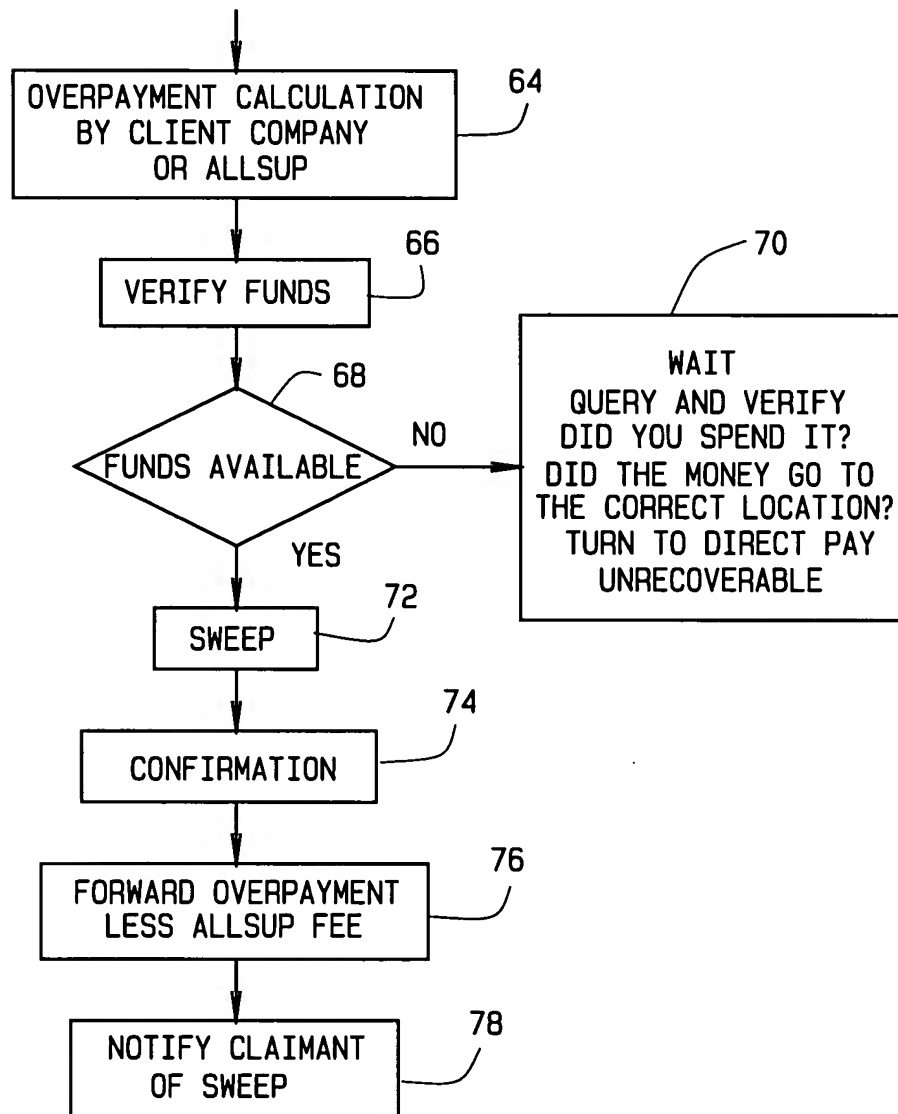 OVERPAYMENT CALCULATION
BY CLIENT COMPANY
OR ALLSUP
64
VERIFY FUNDS
66
FUNDS AVAILABLE
68
NO
YES
70
WAIT
QUERY AND VERIFY
DID YOU SPEND IT?
DID THE MONEY GO TO
THE CORRECT LOCATION?
TURN TO DIRECT PAY
UNRECOVERABLE
SWEEP
72
CONFIRMATION
74
FORWARD OVERPAYMENT
LESS ALLSUP FEE
76
NOTIFY CLAIMANT
OF SWEEP
78